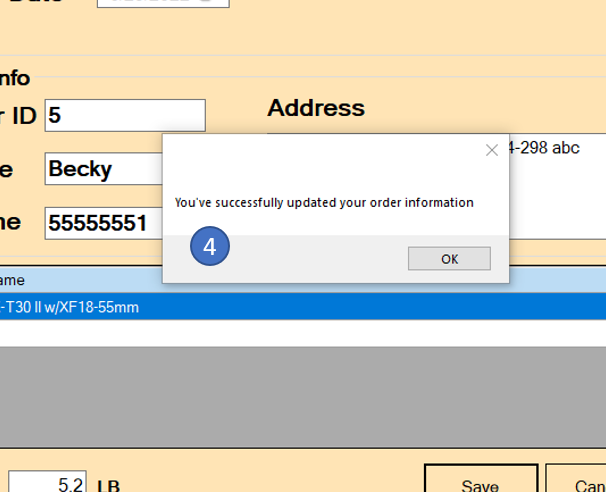 nfo
r ID 5
Address
4-298 abc
e Becky
You've successfully updated your order information
ne 55555551
4
OK
ame
-T30 II w/XF18-55mm
5.2 LB
Save
Can